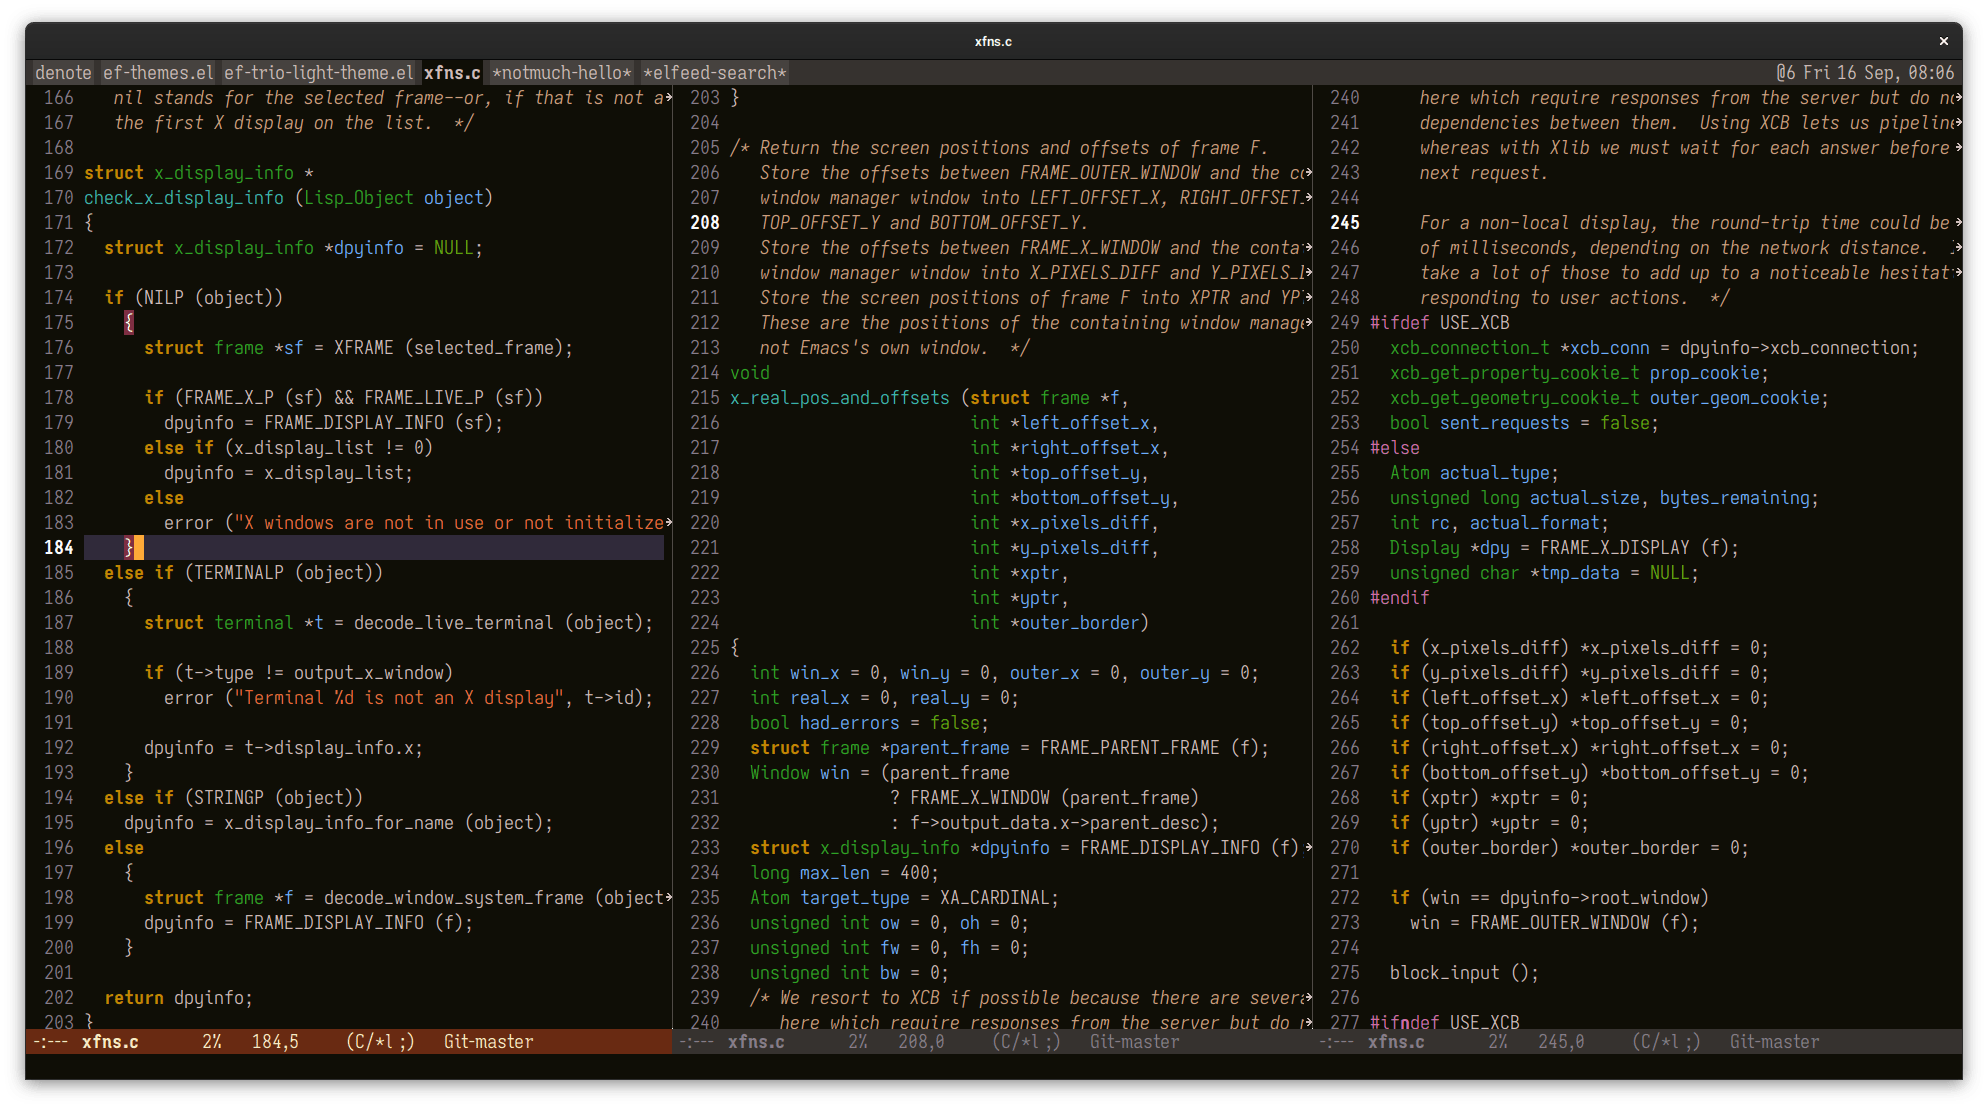 xfns.c ×
denote ef-themes.el ef-trio-light-theme.el xfns.c *notmuch-hello* *elfeed-search* @6 Fri 16 Sep, 08:06
166    nil stands for the selected frame--or, if that is not a
167    the first X display on the list.  */
168
169 struct x_display_info *
170 check_x_display_info (Lisp_Object object)
171 {
172   struct x_display_info *dpyinfo = NULL;
173
174   if (NILP (object))
175     {
176       struct frame *sf = XFRAME (selected_frame);
177
178       if (FRAME_X_P (sf) && FRAME_LIVE_P (sf))
179         dpyinfo = FRAME_DISPLAY_INFO (sf);
180       else if (x_display_list != 0)
181         dpyinfo = x_display_list;
182       else
183         error ("X windows are not in use or not initialize
184     }
185   else if (TERMINALP (object))
186     {
187       struct terminal *t = decode_live_terminal (object);
188
189       if (t->type != output_x_window)
190         error ("Terminal %d is not an X display", t->id);
191
192       dpyinfo = t->display_info.x;
193     }
194   else if (STRINGP (object))
195     dpyinfo = x_display_info_for_name (object);
196   else
197     {
198       struct frame *f = decode_window_system_frame (object
199       dpyinfo = FRAME_DISPLAY_INFO (f);
200     }
201
202   return dpyinfo;
203 }
-:---  xfns.c       2%   184,5     (C/*l ;)   Git-master
203 }
204
205 /* Return the screen positions and offsets of frame F.
206    Store the offsets between FRAME_OUTER_WINDOW and the co
207    window manager window into LEFT_OFFSET_X, RIGHT_OFFSET_
208    TOP_OFFSET_Y and BOTTOM_OFFSET_Y.
209    Store the offsets between FRAME_X_WINDOW and the conta
210    window manager window into X_PIXELS_DIFF and Y_PIXELS_
211    Store the screen positions of frame F into XPTR and YP
212    These are the positions of the containing window manage
213    not Emacs's own window.  */
214 void
215 x_real_pos_and_offsets (struct frame *f,
216                         int *left_offset_x,
217                         int *right_offset_x,
218                         int *top_offset_y,
219                         int *bottom_offset_y,
220                         int *x_pixels_diff,
221                         int *y_pixels_diff,
222                         int *xptr,
223                         int *yptr,
224                         int *outer_border)
225 {
226   int win_x = 0, win_y = 0, outer_x = 0, outer_y = 0;
227   int real_x = 0, real_y = 0;
228   bool had_errors = false;
229   struct frame *parent_frame = FRAME_PARENT_FRAME (f);
230   Window win = (parent_frame
231                 ? FRAME_X_WINDOW (parent_frame)
232                 : f->output_data.x->parent_desc);
233   struct x_display_info *dpyinfo = FRAME_DISPLAY_INFO (f)
234   long max_len = 400;
235   Atom target_type = XA_CARDINAL;
236   unsigned int ow = 0, oh = 0;
237   unsigned int fw = 0, fh = 0;
238   unsigned int bw = 0;
239   /* We resort to XCB if possible because there are severa
240      here which require responses from the server but do
-:---  xfns.c       2%   208,0     (C/*l ;)   Git-master
240      here which require responses from the server but do no
241      dependencies between them.  Using XCB lets us pipeline
242      whereas with Xlib we must wait for each answer before
243      next request.
244
245      For a non-local display, the round-trip time could be
246      of milliseconds, depending on the network distance.
247      take a lot of those to add up to a noticeable hesitat
248      responding to user actions.  */
249 #ifdef USE_XCB
250   xcb_connection_t *xcb_conn = dpyinfo->xcb_connection;
251   xcb_get_property_cookie_t prop_cookie;
252   xcb_get_geometry_cookie_t outer_geom_cookie;
253   bool sent_requests = false;
254 #else
255   Atom actual_type;
256   unsigned long actual_size, bytes_remaining;
257   int rc, actual_format;
258   Display *dpy = FRAME_X_DISPLAY (f);
259   unsigned char *tmp_data = NULL;
260 #endif
261
262   if (x_pixels_diff) *x_pixels_diff = 0;
263   if (y_pixels_diff) *y_pixels_diff = 0;
264   if (left_offset_x) *left_offset_x = 0;
265   if (top_offset_y) *top_offset_y = 0;
266   if (right_offset_x) *right_offset_x = 0;
267   if (bottom_offset_y) *bottom_offset_y = 0;
268   if (xptr) *xptr = 0;
269   if (yptr) *yptr = 0;
270   if (outer_border) *outer_border = 0;
271
272   if (win == dpyinfo->root_window)
273     win = FRAME_OUTER_WINDOW (f);
274
275   block_input ();
276
277 #ifndef USE_XCB
-:---  xfns.c       2%   245,0     (C/*l ;)   Git-master